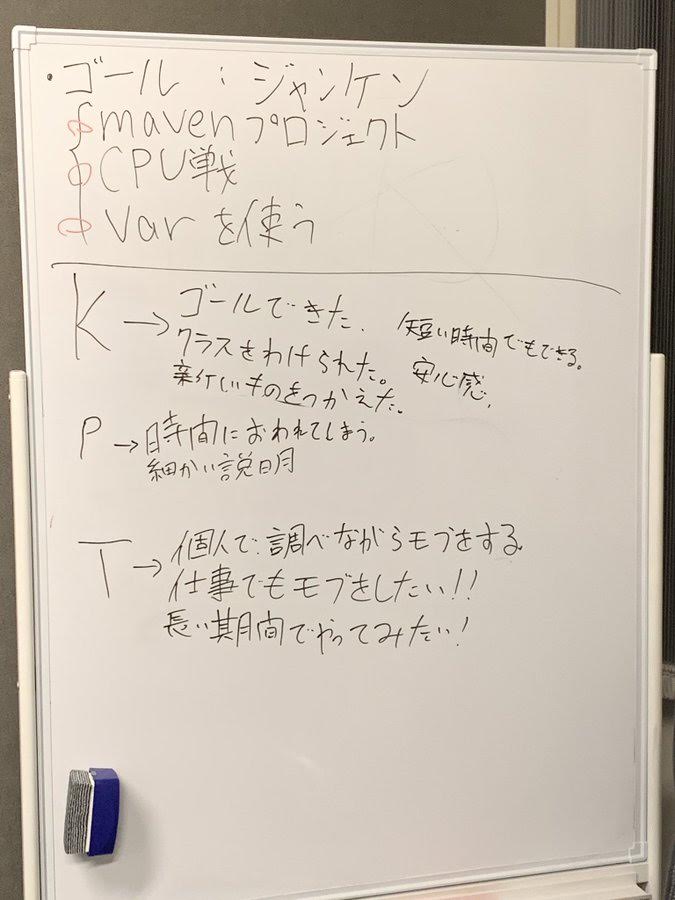 ・ゴール：ジャンケン
mavenプロジェクト
CPU戦
varを使う
K→ゴールできた.
クラスをわけられた。
新しいものをつかえた。
短い時間でもできる。
安心感.
P→時間におわれてしまう。
細かい説明
T→個人で調べながらモブをする
仕事でもモブをしたい!!
長い期間でやってみたい!